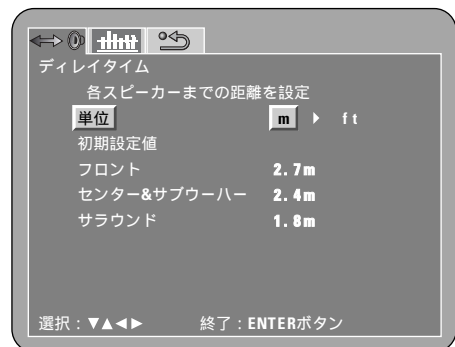 ディレイタイム
各スピーカーまでの距離を設定
単位 m ▶ ft
初期設定値
フロント 2.7m
センター&サブウーハー 2.4m
サラウンド 1.8m
選択：▼▲◀▶ 終了：ENTERボタン